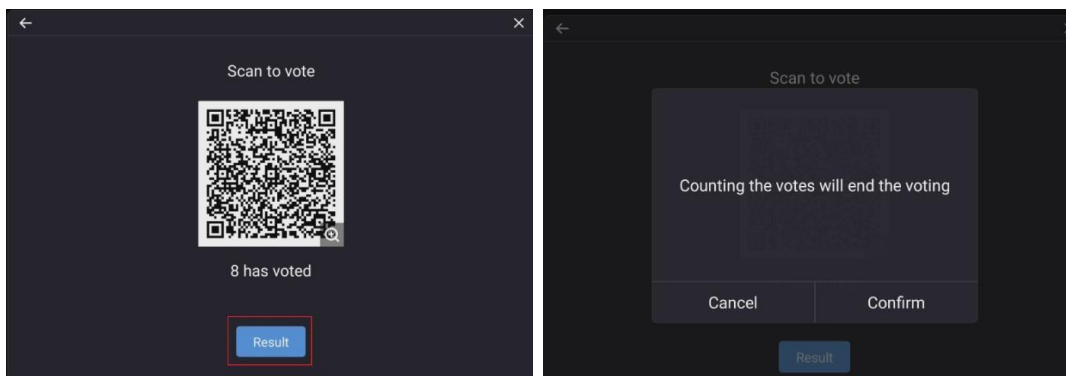 Scan to vote
8 has voted
Result
Scan to vote
Counting the votes will end the voting
Cancel Confirm
Result